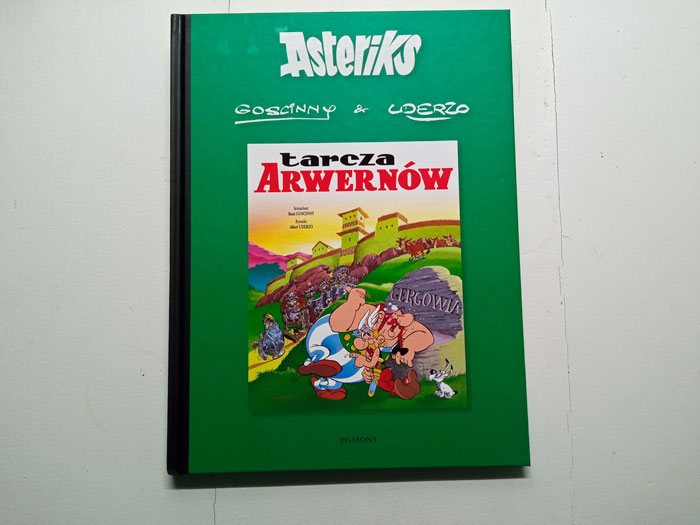 Asteriks
GOSCINNY & UDERZO
tarcza
ARWERNÓW
Scenariusz
René GOSCINNY
Rysunki
Albert UDERZO
GERGOWIA
EGMONT